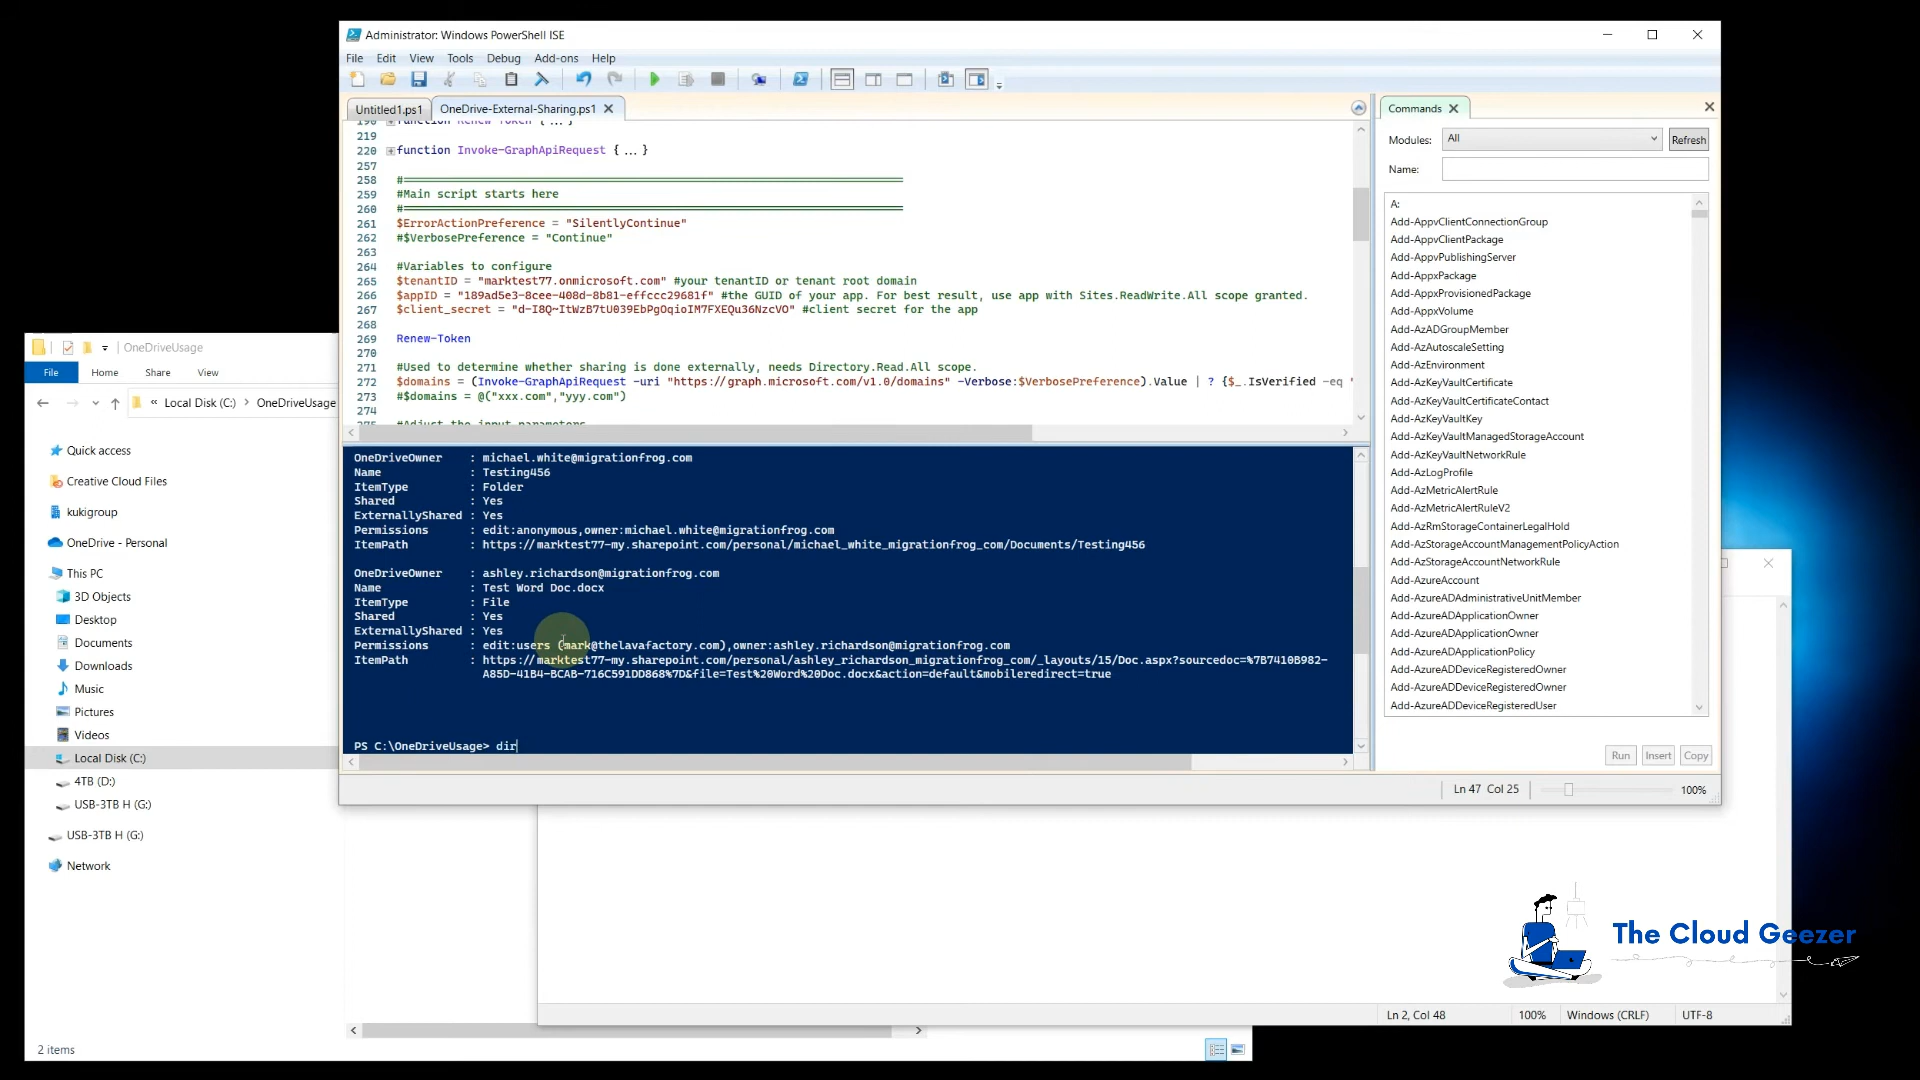 Administrator: Windows PowerShell ISE
File Edit View Tools Debug Add-ons Help
Untitled1.ps1 OneDrive-External-Sharing.ps1
190 function Renew-Token { ... }
219
220 function Invoke-GraphApiRequest { ... }
257
258 #==========================================================================
259 #Main script starts here
260 #==========================================================================
261 $ErrorActionPreference = "SilentlyContinue"
262 #$VerbosePreference = "Continue"
263
264 #Variables to configure
265 $tenantID = "marktest77.onmicrosoft.com" #your tenantID or tenant root domain
266 $appID = "189ad5e3-8cee-408d-8b81-effccc29681f" #the GUID of your app. For best result, use app with Sites.ReadWrite.All scope granted.
267 $client_secret = "d-I8Q~ItWzB7tU039EbPgOqioIM7FXEQu36NzcVO" #client secret for the app
268
269 Renew-Token
270
271 #Used to determine whether sharing is done externally, needs Directory.Read.All scope.
272 $domains = (Invoke-GraphApiRequest -uri "https://graph.microsoft.com/v1.0/domains" -Verbose:$VerbosePreference).Value | ? {$_.IsVerified -eq "
273 #$domains = @("xxx.com","yyy.com")
274
275 #Adjust the input parameters
OneDriveOwner : michael.white@migrationfrog.com
Name : Testing456
ItemType : Folder
Shared : Yes
ExternallyShared : Yes
Permissions : edit:anonymous,owner:michael.white@migrationfrog.com
ItemPath : https://marktest77-my.sharepoint.com/personal/michael_white_migrationfrog_com/Documents/Testing456
OneDriveOwner : ashley.richardson@migrationfrog.com
Name : Test Word Doc.docx
ItemType : File
Shared : Yes
ExternallyShared : Yes
Permissions : edit:users (mark@thelavafactory.com),owner:ashley.richardson@migrationfrog.com
ItemPath : https://marktest77-my.sharepoint.com/personal/ashley_richardson_migrationfrog_com/_layouts/15/Doc.aspx?sourcedoc=%7B7410B982-
A85D-41B4-BCAB-716C591DD868%7D&file=Test%20Word%20Doc.docx&action=default&mobileredirect=true
PS C:\OneDriveUsage> dir
Ln 47 Col 25
100%
Commands
Modules: All Refresh
Name:
A:
Add-AppvClientConnectionGroup
Add-AppvClientPackage
Add-AppvPublishingServer
Add-AppxPackage
Add-AppxProvisionedPackage
Add-AppxVolume
Add-AzADGroupMember
Add-AzAutoscaleSetting
Add-AzEnvironment
Add-AzKeyVaultCertificate
Add-AzKeyVaultCertificateContact
Add-AzKeyVaultKey
Add-AzKeyVaultManagedStorageAccount
Add-AzKeyVaultNetworkRule
Add-AzLogProfile
Add-AzMetricAlertRule
Add-AzMetricAlertRuleV2
Add-AzRmStorageContainerLegalHold
Add-AzStorageAccountManagementPolicyAction
Add-AzStorageAccountNetworkRule
Add-AzureAccount
Add-AzureADAdministrativeUnitMember
Add-AzureADApplicationOwner
Add-AzureADApplicationOwner
Add-AzureADApplicationPolicy
Add-AzureADDeviceRegisteredOwner
Add-AzureADDeviceRegisteredOwner
Add-AzureADDeviceRegisteredUser
Run Insert Copy
OneDriveUsage
File Home Share View
« Local Disk (C:) > OneDriveUsage
Quick access
Creative Cloud Files
kukigroup
OneDrive - Personal
This PC
3D Objects
Desktop
Documents
Downloads
Music
Pictures
Videos
Local Disk (C:)
4TB (D:)
USB-3TB H (G:)
USB-3TB H (G:)
Network
2 items
The Cloud Geezer
Ln 2, Col 48 100% Windows (CRLF) UTF-8